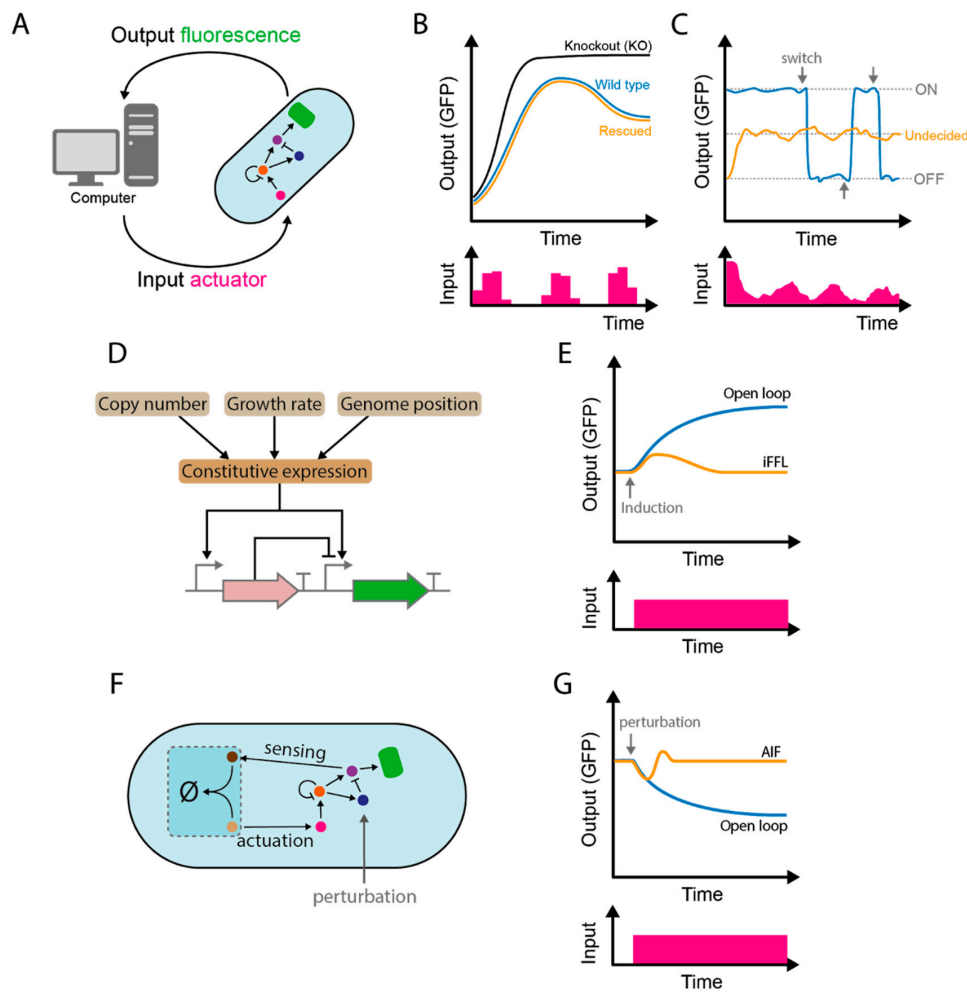 A
Output fluorescence
Computer
Input actuator
B
Output (GFP)
Knockout (KO)
Wild type
Rescued
Time
Input
Time
C
Output (GFP)
switch
ON
Undecided
OFF
Time
Input
Time
D
Copy number
Growth rate
Genome position
Constitutive expression
E
Output (GFP)
Open loop
iFFL
Induction
Time
Input
Time
F
sensing
Ø
actuation
perturbation
G
Output (GFP)
perturbation
AIF
Open loop
Time
Input
Time